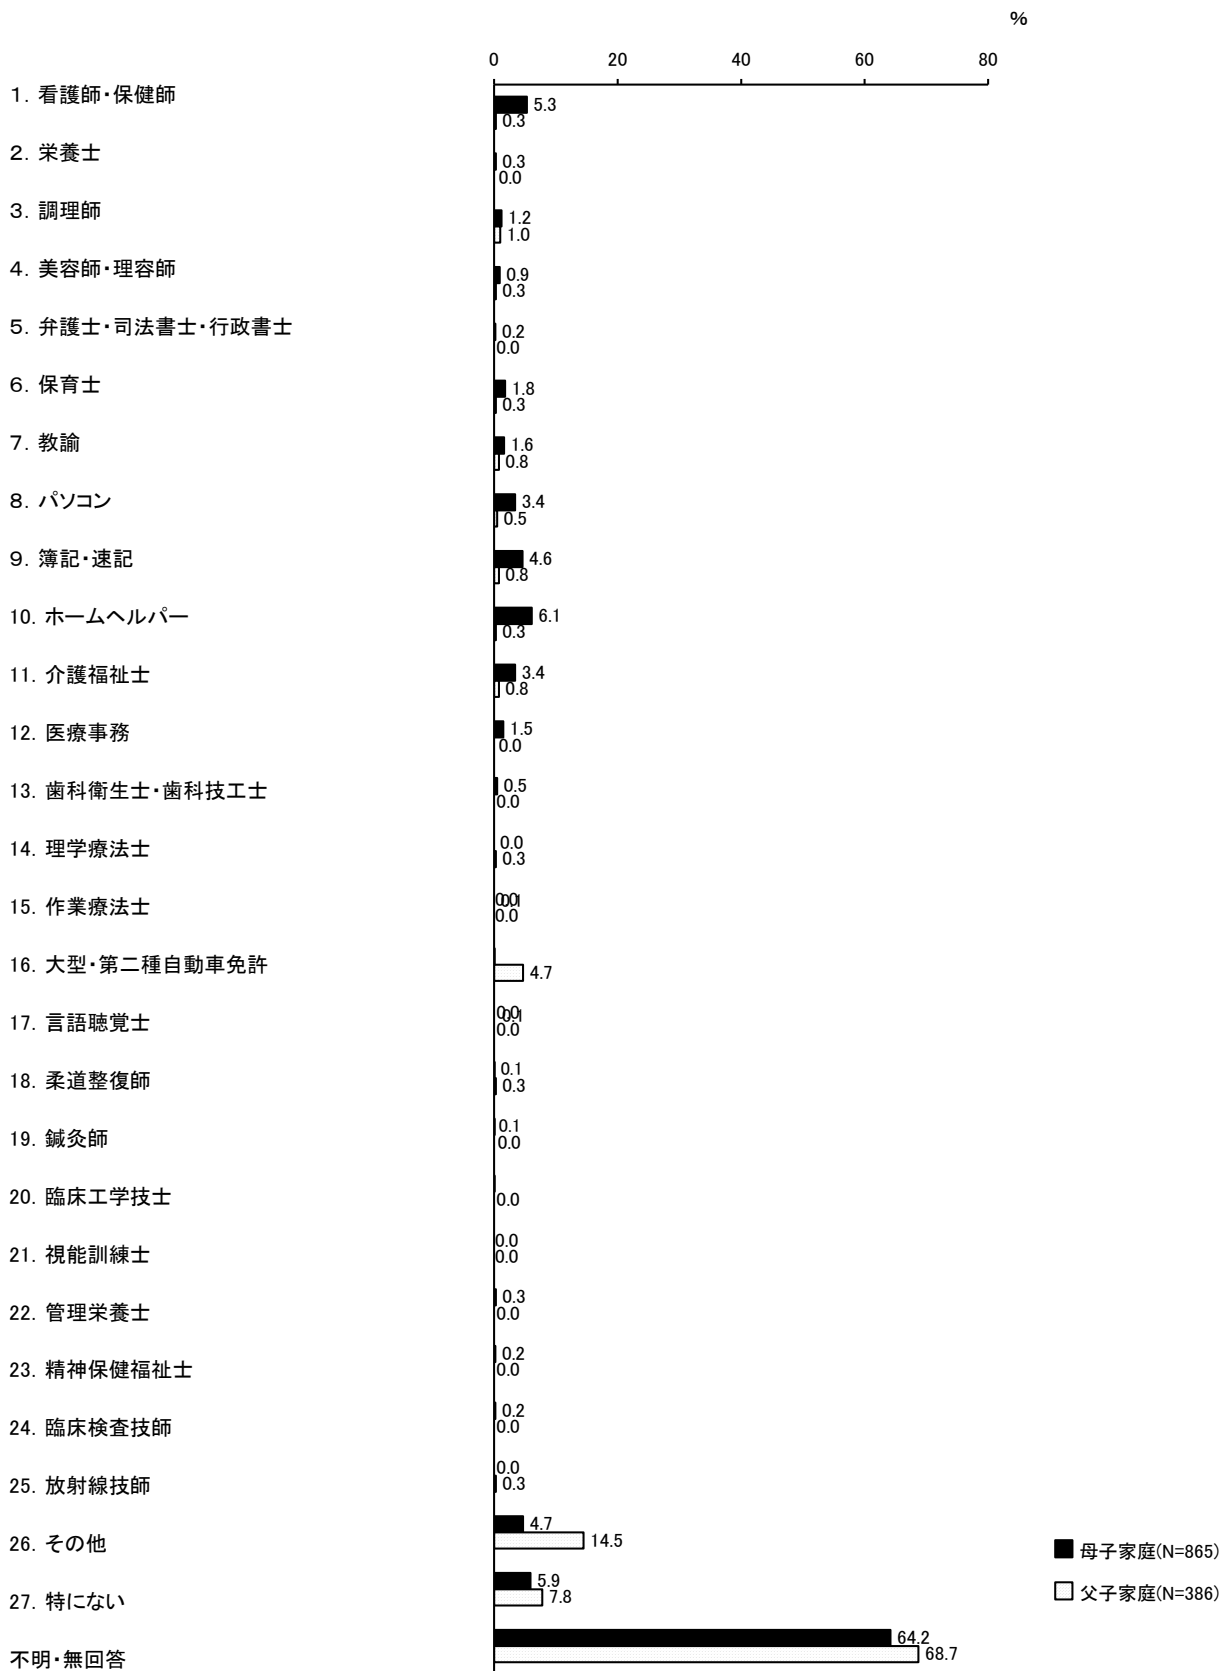 %
0 20 40 60 80
1. 看護師・保健師
5.3
0.3
2. 栄養士
0.3
0.0
3. 調理師
1.2
1.0
4. 美容師・理容師
0.9
0.3
5. 弁護士・司法書士・行政書士
0.2
0.0
6. 保育士
1.8
0.3
7. 教諭
1.6
0.8
8. パソコン
3.4
0.5
9. 簿記・速記
4.6
0.8
10. ホームヘルパー
6.1
0.3
11. 介護福祉士
3.4
0.8
12. 医療事務
1.5
0.0
13. 歯科衛生士・歯科技工士
0.5
0.0
14. 理学療法士
0.0
0.3
15. 作業療法士
0.0
0.1
0.0
16. 大型・第二種自動車免許
4.7
17. 言語聴覚士
0.0
0.1
0.0
18. 柔道整復師
0.1
0.3
19. 鍼灸師
0.1
0.0
20. 臨床工学技士
0.0
21. 視能訓練士
0.0
0.0
22. 管理栄養士
0.3
0.0
23. 精神保健福祉士
0.2
0.0
24. 臨床検査技師
0.2
0.0
25. 放射線技師
0.0
0.3
26. その他
4.7
14.5
27. 特にない
5.9
7.8
不明・無回答
64.2
68.7
母子家庭(N=865)
父子家庭(N=386)